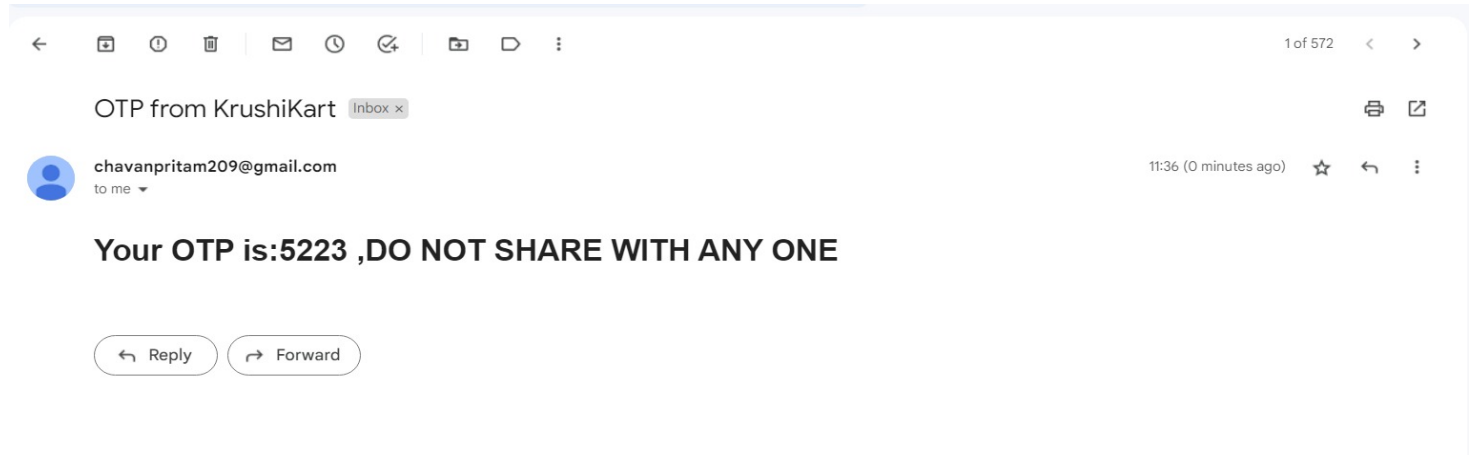 1 of 572
OTP from KrushiKart Inbox ×
chavanpritam209@gmail.com 11:36 (0 minutes ago)
to me
Your OTP is:5223 ,DO NOT SHARE WITH ANY ONE
Reply Forward